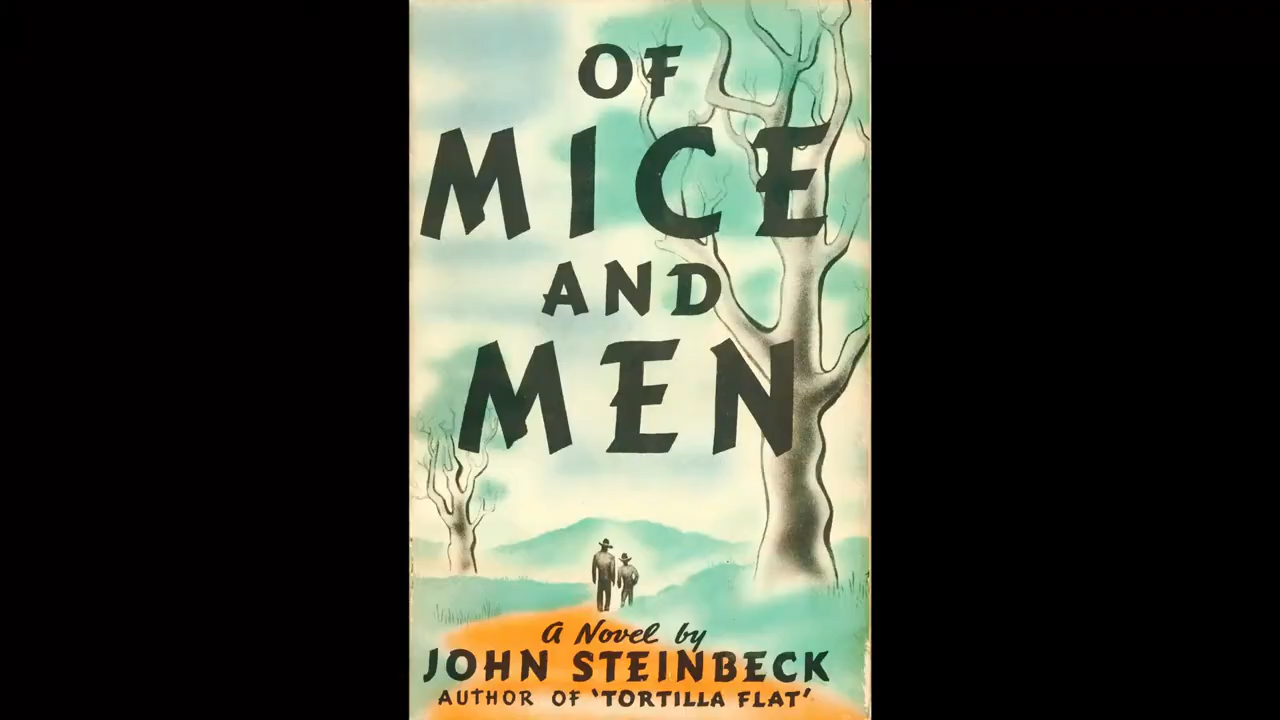 OF
MICE
AND
MEN
A Novel by
JOHN STEINBECK
AUTHOR OF 'TORTILLA FLAT'